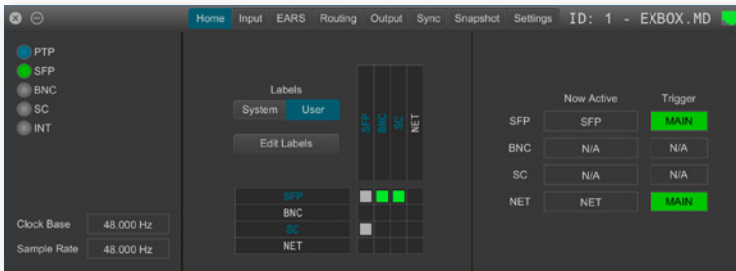 Home Input EARS Routing Output Sync Snapshot Settings ID: 1 - EXBOX.MD
PTP
SFP
BNC
SC
INT
Clock Base 48.000 Hz
Sample Rate 48.000 Hz
Labels
System User
Edit Labels
SFP BNC SC NET
SFP
BNC
SC
NET
Now Active Trigger
SFP SFP MAIN
BNC N/A N/A
SC N/A N/A
NET NET MAIN